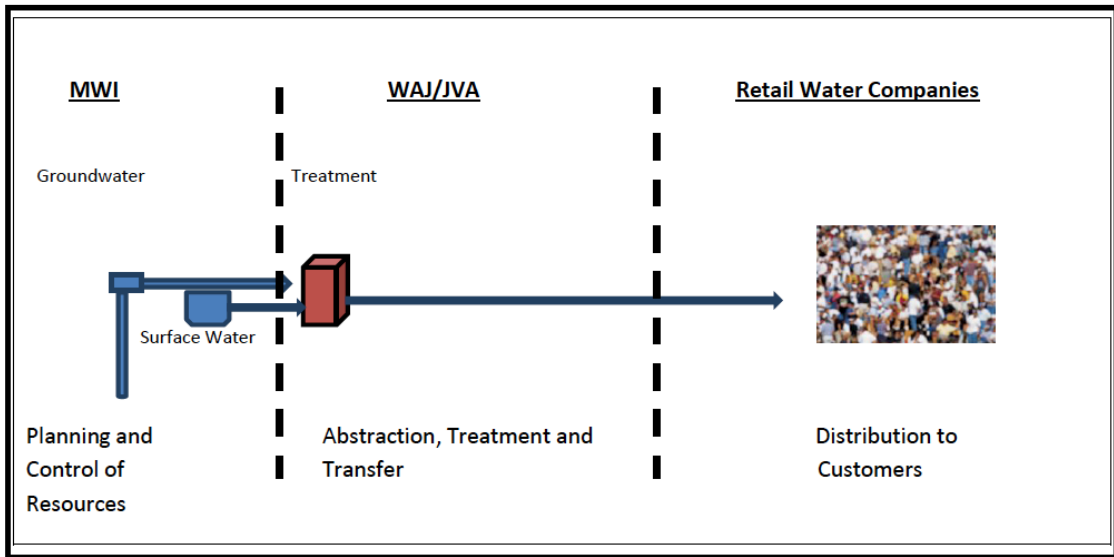 MWI
WAJ/JVA
Retail Water Companies
Groundwater
Treatment
Surface Water
Planning and
Control of
Resources
Abstraction, Treatment and
Transfer
Distribution to
Customers